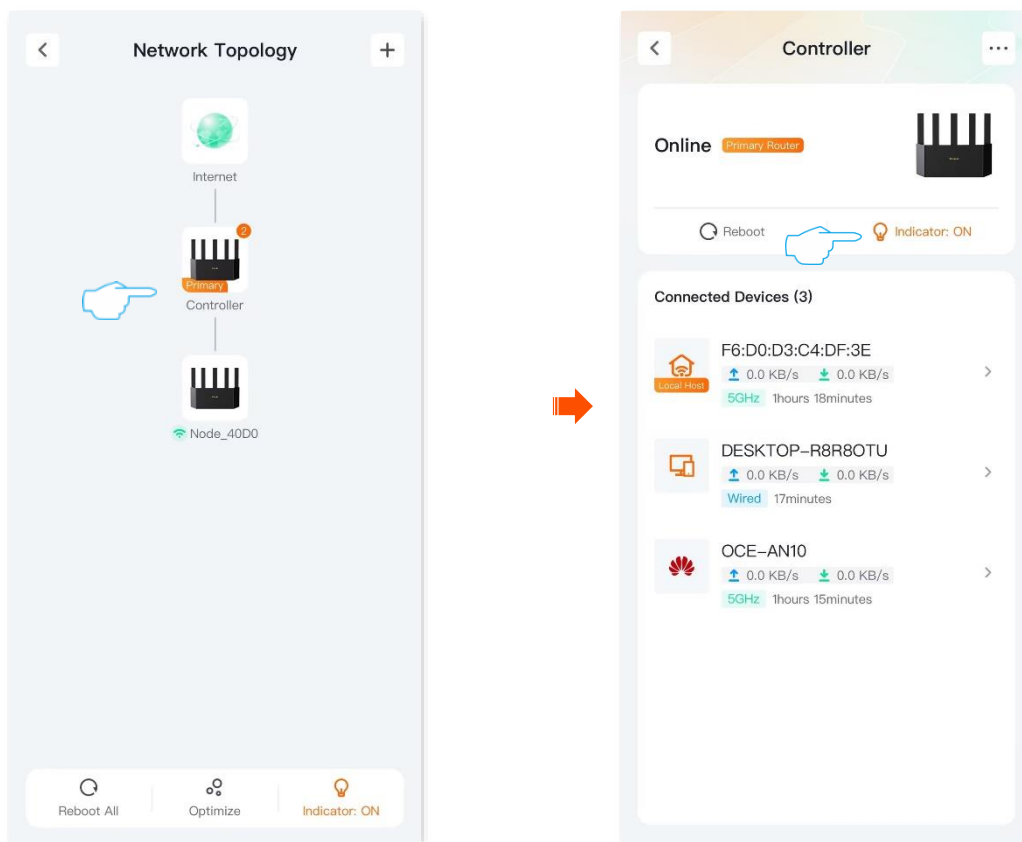 Network Topology
Internet
2
Primary
Controller
Node_40D0
Reboot All
Optimize
Indicator: ON
Controller
Online
Primary Router
Reboot
Indicator: ON
Connected Devices (3)
F6:D0:D3:C4:DF:3E
Local Host
0.0 KB/s 0.0 KB/s
5GHz 1hours 18minutes
DESKTOP-R8R8OTU
0.0 KB/s 0.0 KB/s
Wired 17minutes
OCE-AN10
0.0 KB/s 0.0 KB/s
5GHz 1hours 15minutes